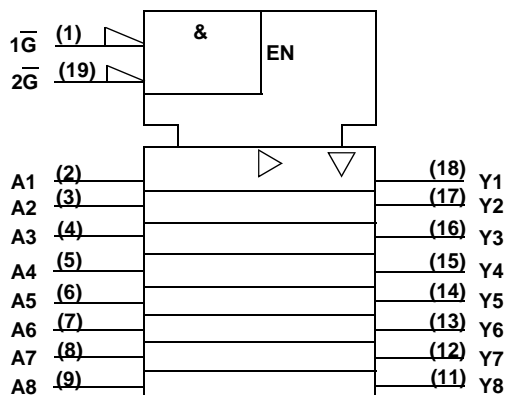 1G̅ (1) &
EN
2G̅ (19)
A1 (2) (18) Y1
A2 (3) (17) Y2
A3 (4) (16) Y3
A4 (5) (15) Y4
A5 (6) (14) Y5
A6 (7) (13) Y6
A7 (8) (12) Y7
A8 (9) (11) Y8